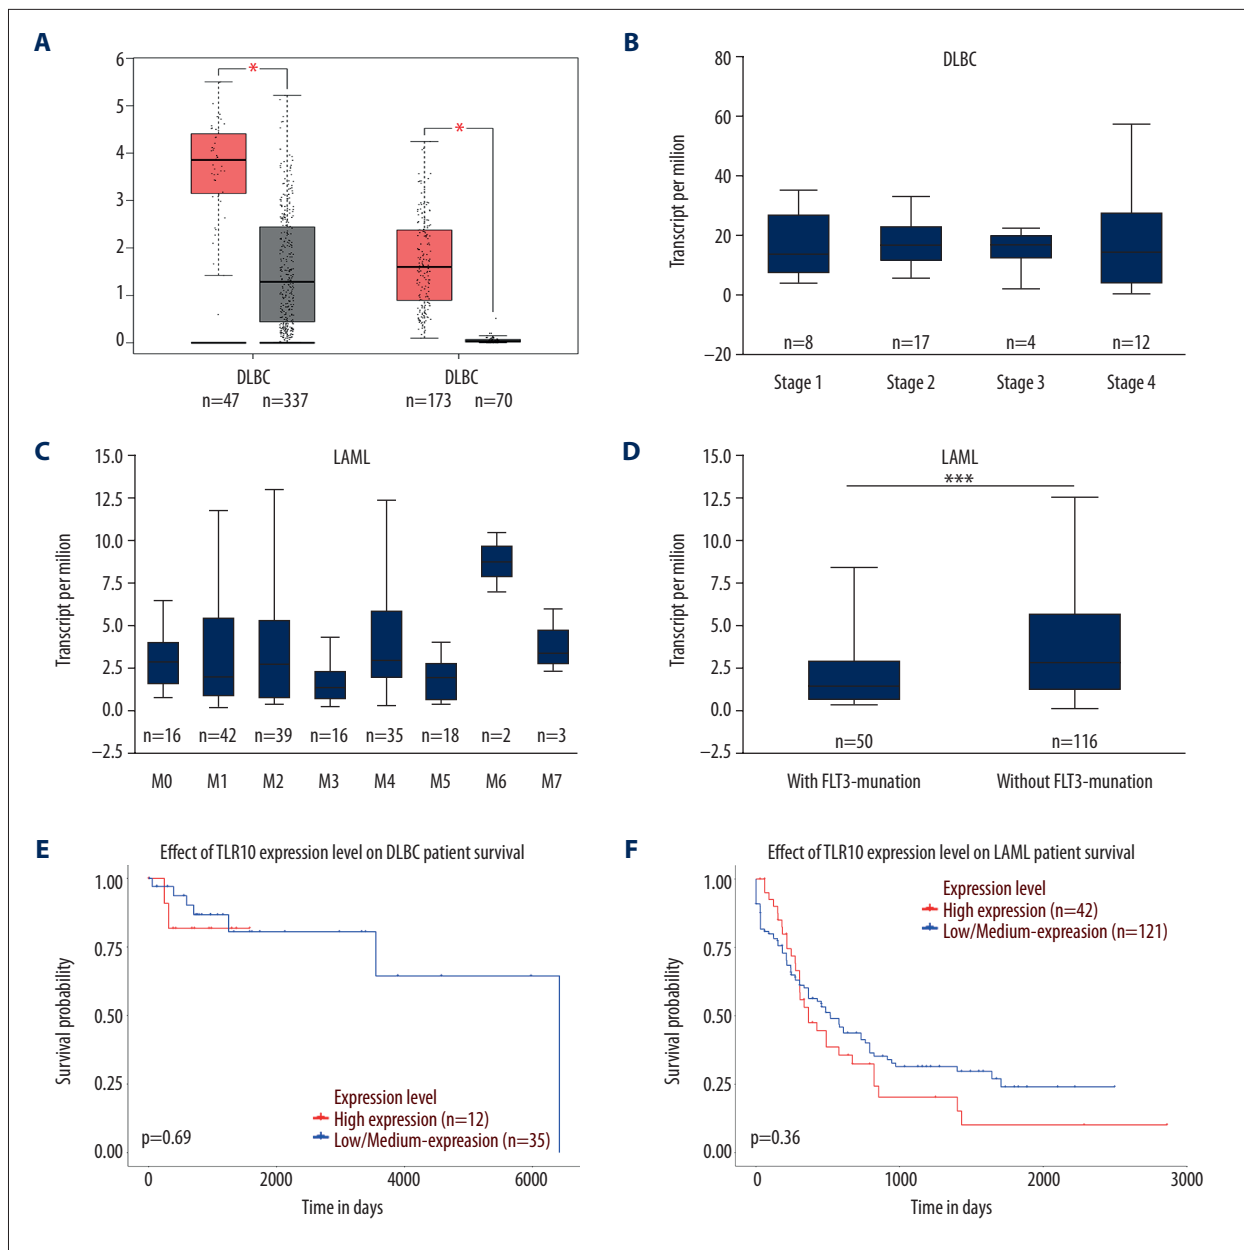 A
6
5
4
3
2
1
0
*
*
DLBC
n=47 n=337
DLBC
n=173 n=70
B
DLBC
Transcript per milion
80
60
40
20
0
−20
n=8 n=17 n=4 n=12
Stage 1 Stage 2 Stage 3 Stage 4
C
LAML
Transcript per milion
15.0
12.5
10.0
7.5
5.0
2.5
0.0
−2.5
n=16 n=42 n=39 n=16 n=35 n=18 n=2 n=3
M0 M1 M2 M3 M4 M5 M6 M7
D
LAML
***
Transcript per milion
15.0
12.5
10.0
7.5
5.0
2.5
0.0
−2.5
n=50 n=116
With FLT3-munation Without FLT3-munation
E
Effect of TLR10 expression level on DLBC patient survival
Survival probability
1.00
0.75
0.50
0.25
0.00
Expression level
High expression (n=12)
Low/Medium-expreasion (n=35)
p=0.69
0 2000 4000 6000
Time in days
F
Effect of TLR10 expression level on LAML patient survival
Survival probability
1.00
0.75
0.50
0.25
0.00
Expression level
High expression (n=42)
Low/Medium-expreasion (n=121)
p=0.36
0 1000 2000 3000
Time in days